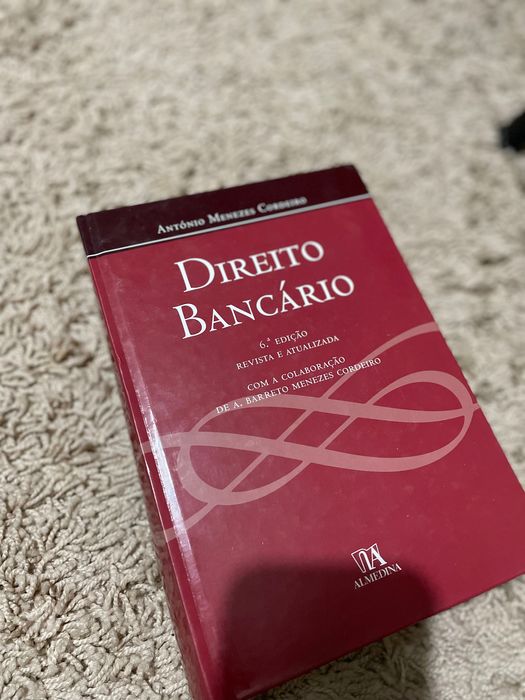 António Menezes Cordeiro
Direito
Bancário
6.ª edição
revista e atualizada
com a colaboração
de A. Barreto Menezes Cordeiro
ALMEDINA